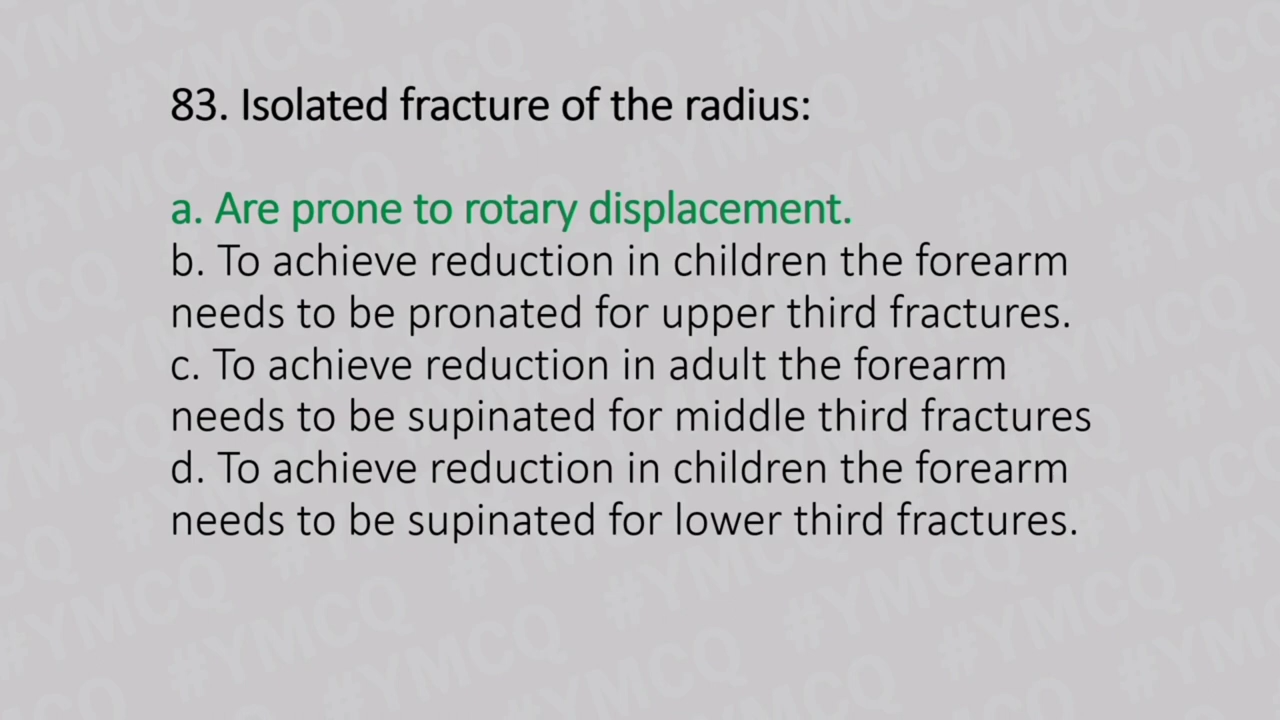 83. Isolated fracture of the radius:
a. Are prone to rotary displacement.
b. To achieve reduction in children the forearm
needs to be pronated for upper third fractures.
c. To achieve reduction in adult the forearm
needs to be supinated for middle third fractures
d. To achieve reduction in children the forearm
needs to be supinated for lower third fractures.
#YMCQ